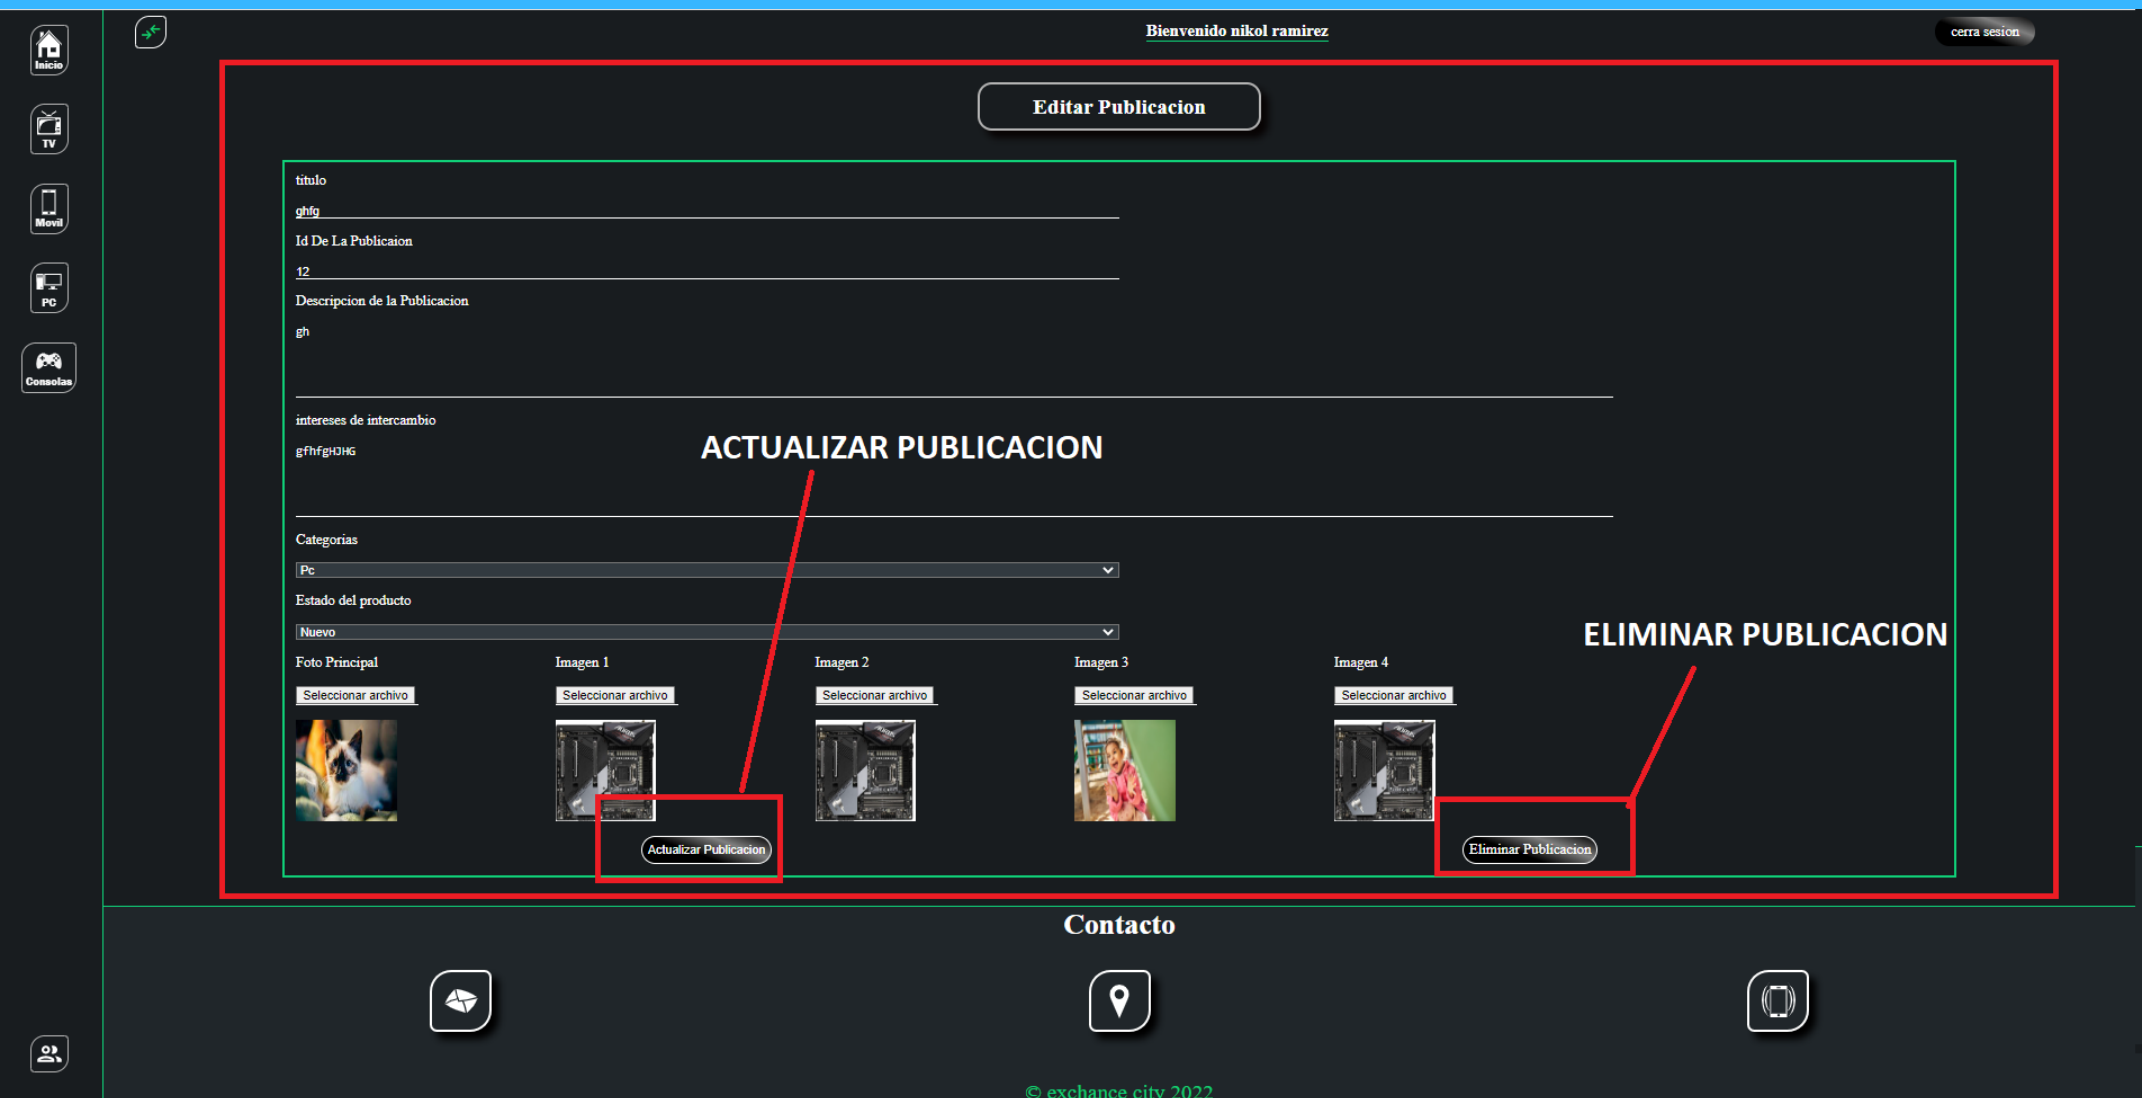 Bienvenido nikol ramirez
cerra sesion
Inicio
TV
Movil
PC
Consolas
Editar Publicacion
titulo
ghfg
Id De La Publicaion
12
Descripcion de la Publicacion
gh
intereses de intercambio
gfhfgHJHG
ACTUALIZAR PUBLICACION
Categorias
Pc
Estado del producto
Nuevo
ELIMINAR PUBLICACION
Foto Principal
Imagen 1
Imagen 2
Imagen 3
Imagen 4
Seleccionar archivo
Seleccionar archivo
Seleccionar archivo
Seleccionar archivo
Seleccionar archivo
Actualizar Publicacion
Eliminar Publicacion
Contacto
© exchance city 2022